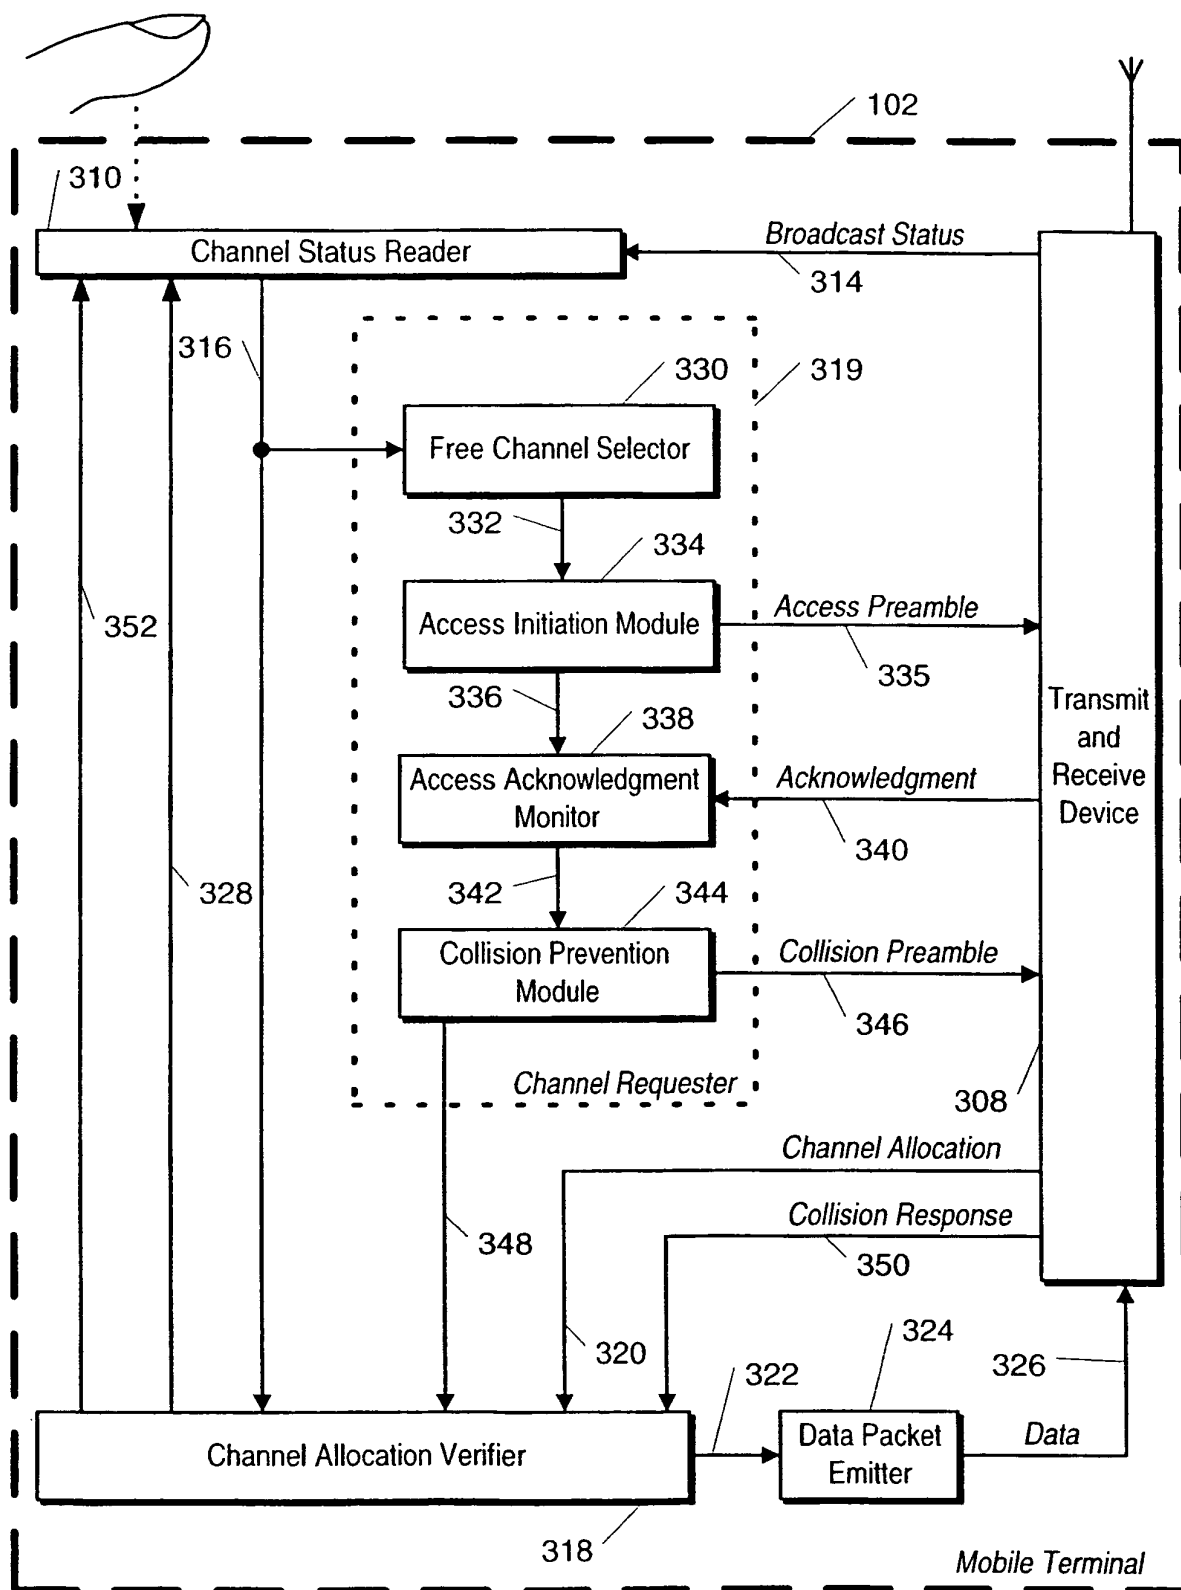 102
310
Channel Status Reader
Broadcast Status
314
316
330
319
Free Channel Selector
332
334
Access Initiation Module
Access Preamble
335
352
336
338
Access Acknowledgment
Monitor
Acknowledgment
340
Transmit
and
Receive
Device
328
342
344
Collision Prevention
Module
Collision Preamble
346
Channel Requester
308
Channel Allocation
Collision Response
348
350
320
324
326
322
Channel Allocation Verifier
Data Packet
Emitter
Data
318
Mobile Terminal